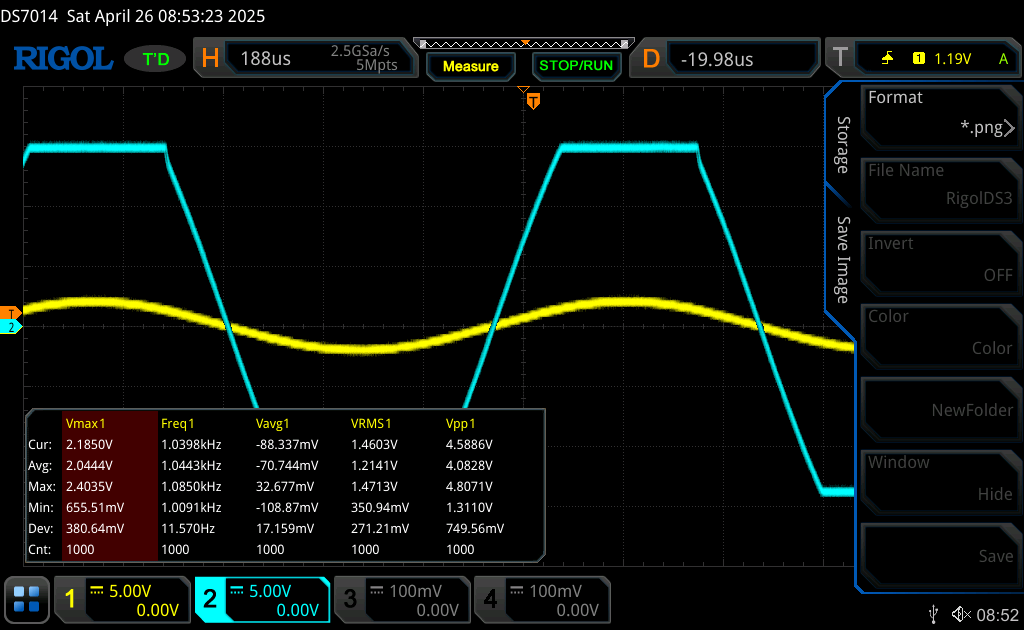 DS7014 Sat April 26 08:53:23 2025
RIGOL T'D H 188us 2.5GSa/s 5Mpts Measure STOP/RUN D -19.98us T 1 1.19V A
T
Storage
Save Image
Format
*.png
File Name
RigolDS3
Invert
OFF
Color
Color
NewFolder
Window
Hide
Save
T
2
Vmax1 Freq1 Vavg1 VRMS1 Vpp1
Cur: 2.1850V 1.0398kHz -88.337mV 1.4603V 4.5886V
Avg: 2.0444V 1.0443kHz -70.744mV 1.2141V 4.0828V
Max: 2.4035V 1.0850kHz 32.677mV 1.4713V 4.8071V
Min: 655.51mV 1.0091kHz -108.87mV 350.94mV 1.3110V
Dev: 380.64mV 11.570Hz 17.159mV 271.21mV 749.56mV
Cnt: 1000 1000 1000 1000 1000
1 5.00V 0.00V
2 5.00V 0.00V
3 100mV 0.00V
4 100mV 0.00V
08:52